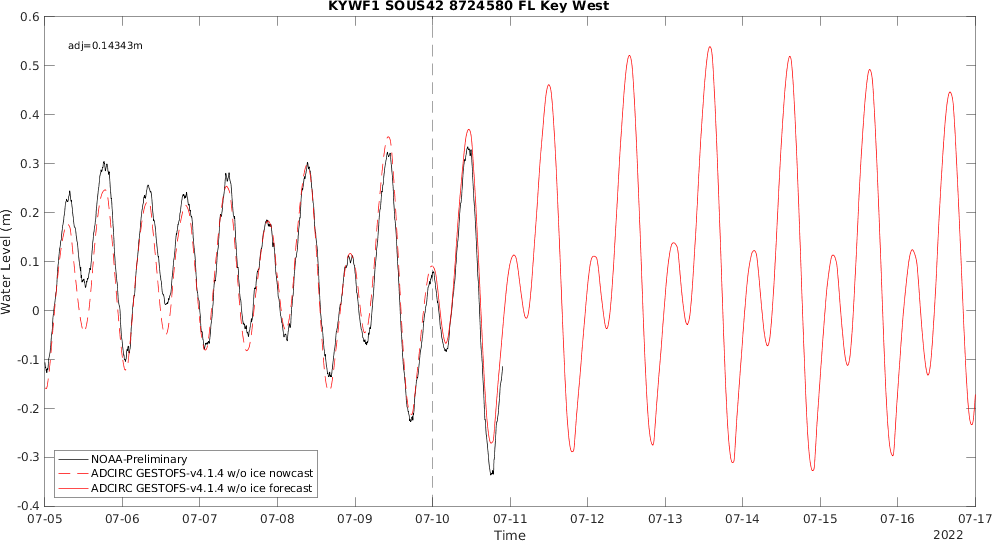 KYWF1 SOUS42 8724580 FL Key West
adj=0.14343m
0.6
0.5
0.4
0.3
0.2
0.1
0
-0.1
-0.2
-0.3
-0.4
Water Level (m)
NOAA-Preliminary
ADCIRC GESTOFS-v4.1.4 w/o ice nowcast
ADCIRC GESTOFS-v4.1.4 w/o ice forecast
07-05 07-06 07-07 07-08 07-09 07-10 07-11 07-12 07-13 07-14 07-15 07-16 07-17
Time
2022